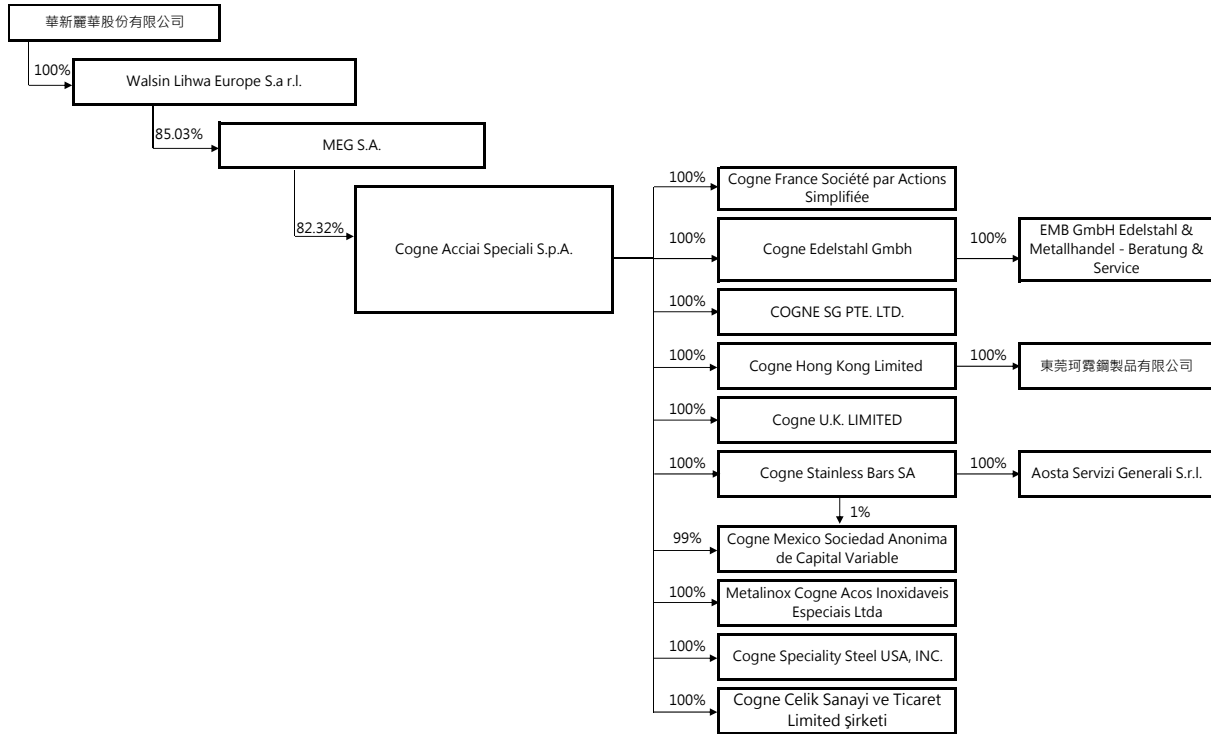 華新麗華股份有限公司
100%
Walsin Lihwa Europe S.a r.l.
85.03%
MEG S.A.
82.32%
Cogne Acciai Speciali S.p.A.
100%
Cogne France Société par Actions
Simplifiée
100%
Cogne Edelstahl Gmbh
100%
EMB GmbH Edelstahl &
Metallhandel - Beratung &
Service
100%
COGNE SG PTE. LTD.
100%
Cogne Hong Kong Limited
100%
東莞珂霓鋼製品有限公司
100%
Cogne U.K. LIMITED
100%
Cogne Stainless Bars SA
100%
Aosta Servizi Generali S.r.l.
1%
99%
Cogne Mexico Sociedad Anonima
de Capital Variable
100%
Metalinox Cogne Acos Inoxidaveis
Especiais Ltda
100%
Cogne Speciality Steel USA, INC.
100%
Cogne Celik Sanayi ve Ticaret
Limited Şirketi